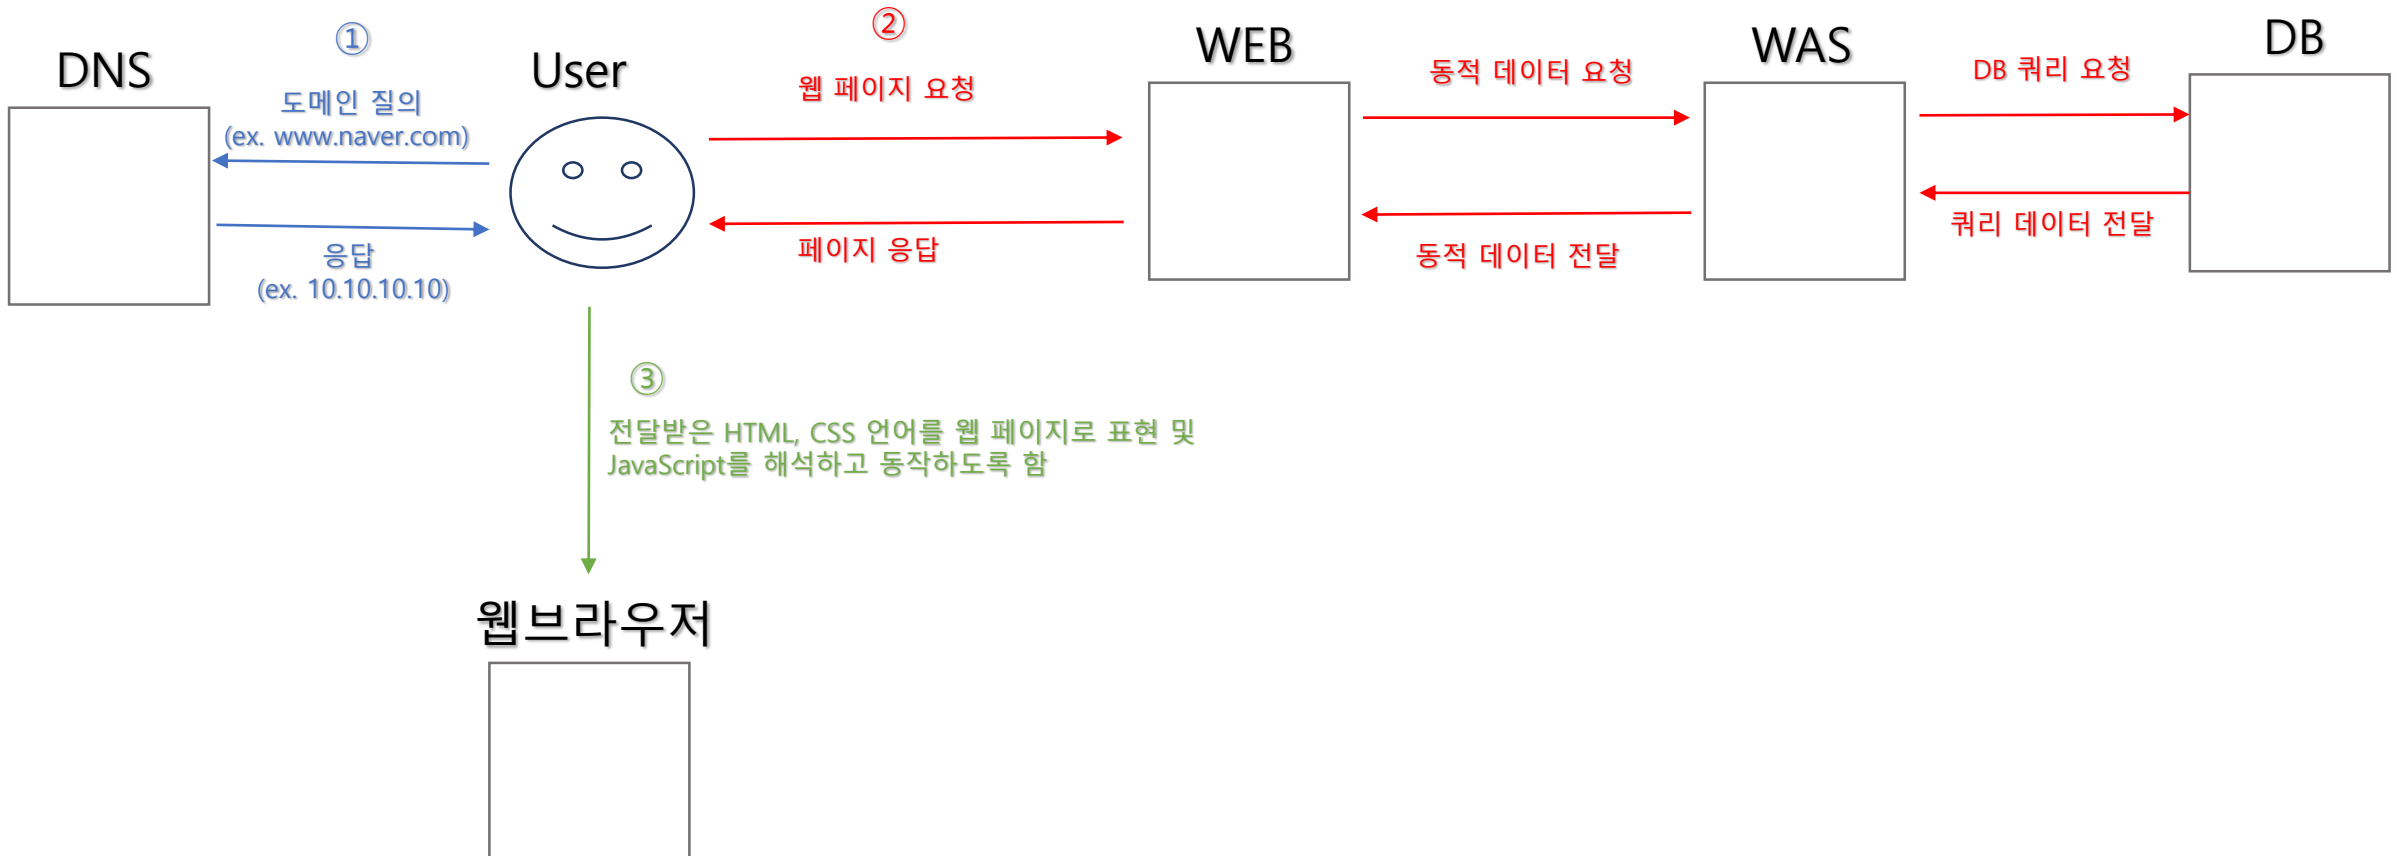 DNS
①
도메인 질의
(ex. www.naver.com)
응답
(ex. 10.10.10.10)
User
②
웹 페이지 요청
페이지 응답
WEB
동적 데이터 요청
동적 데이터 전달
WAS
DB 쿼리 요청
쿼리 데이터 전달
DB
③
전달받은 HTML, CSS 언어를 웹 페이지로 표현 및
JavaScript를 해석하고 동작하도록 함
웹브라우저